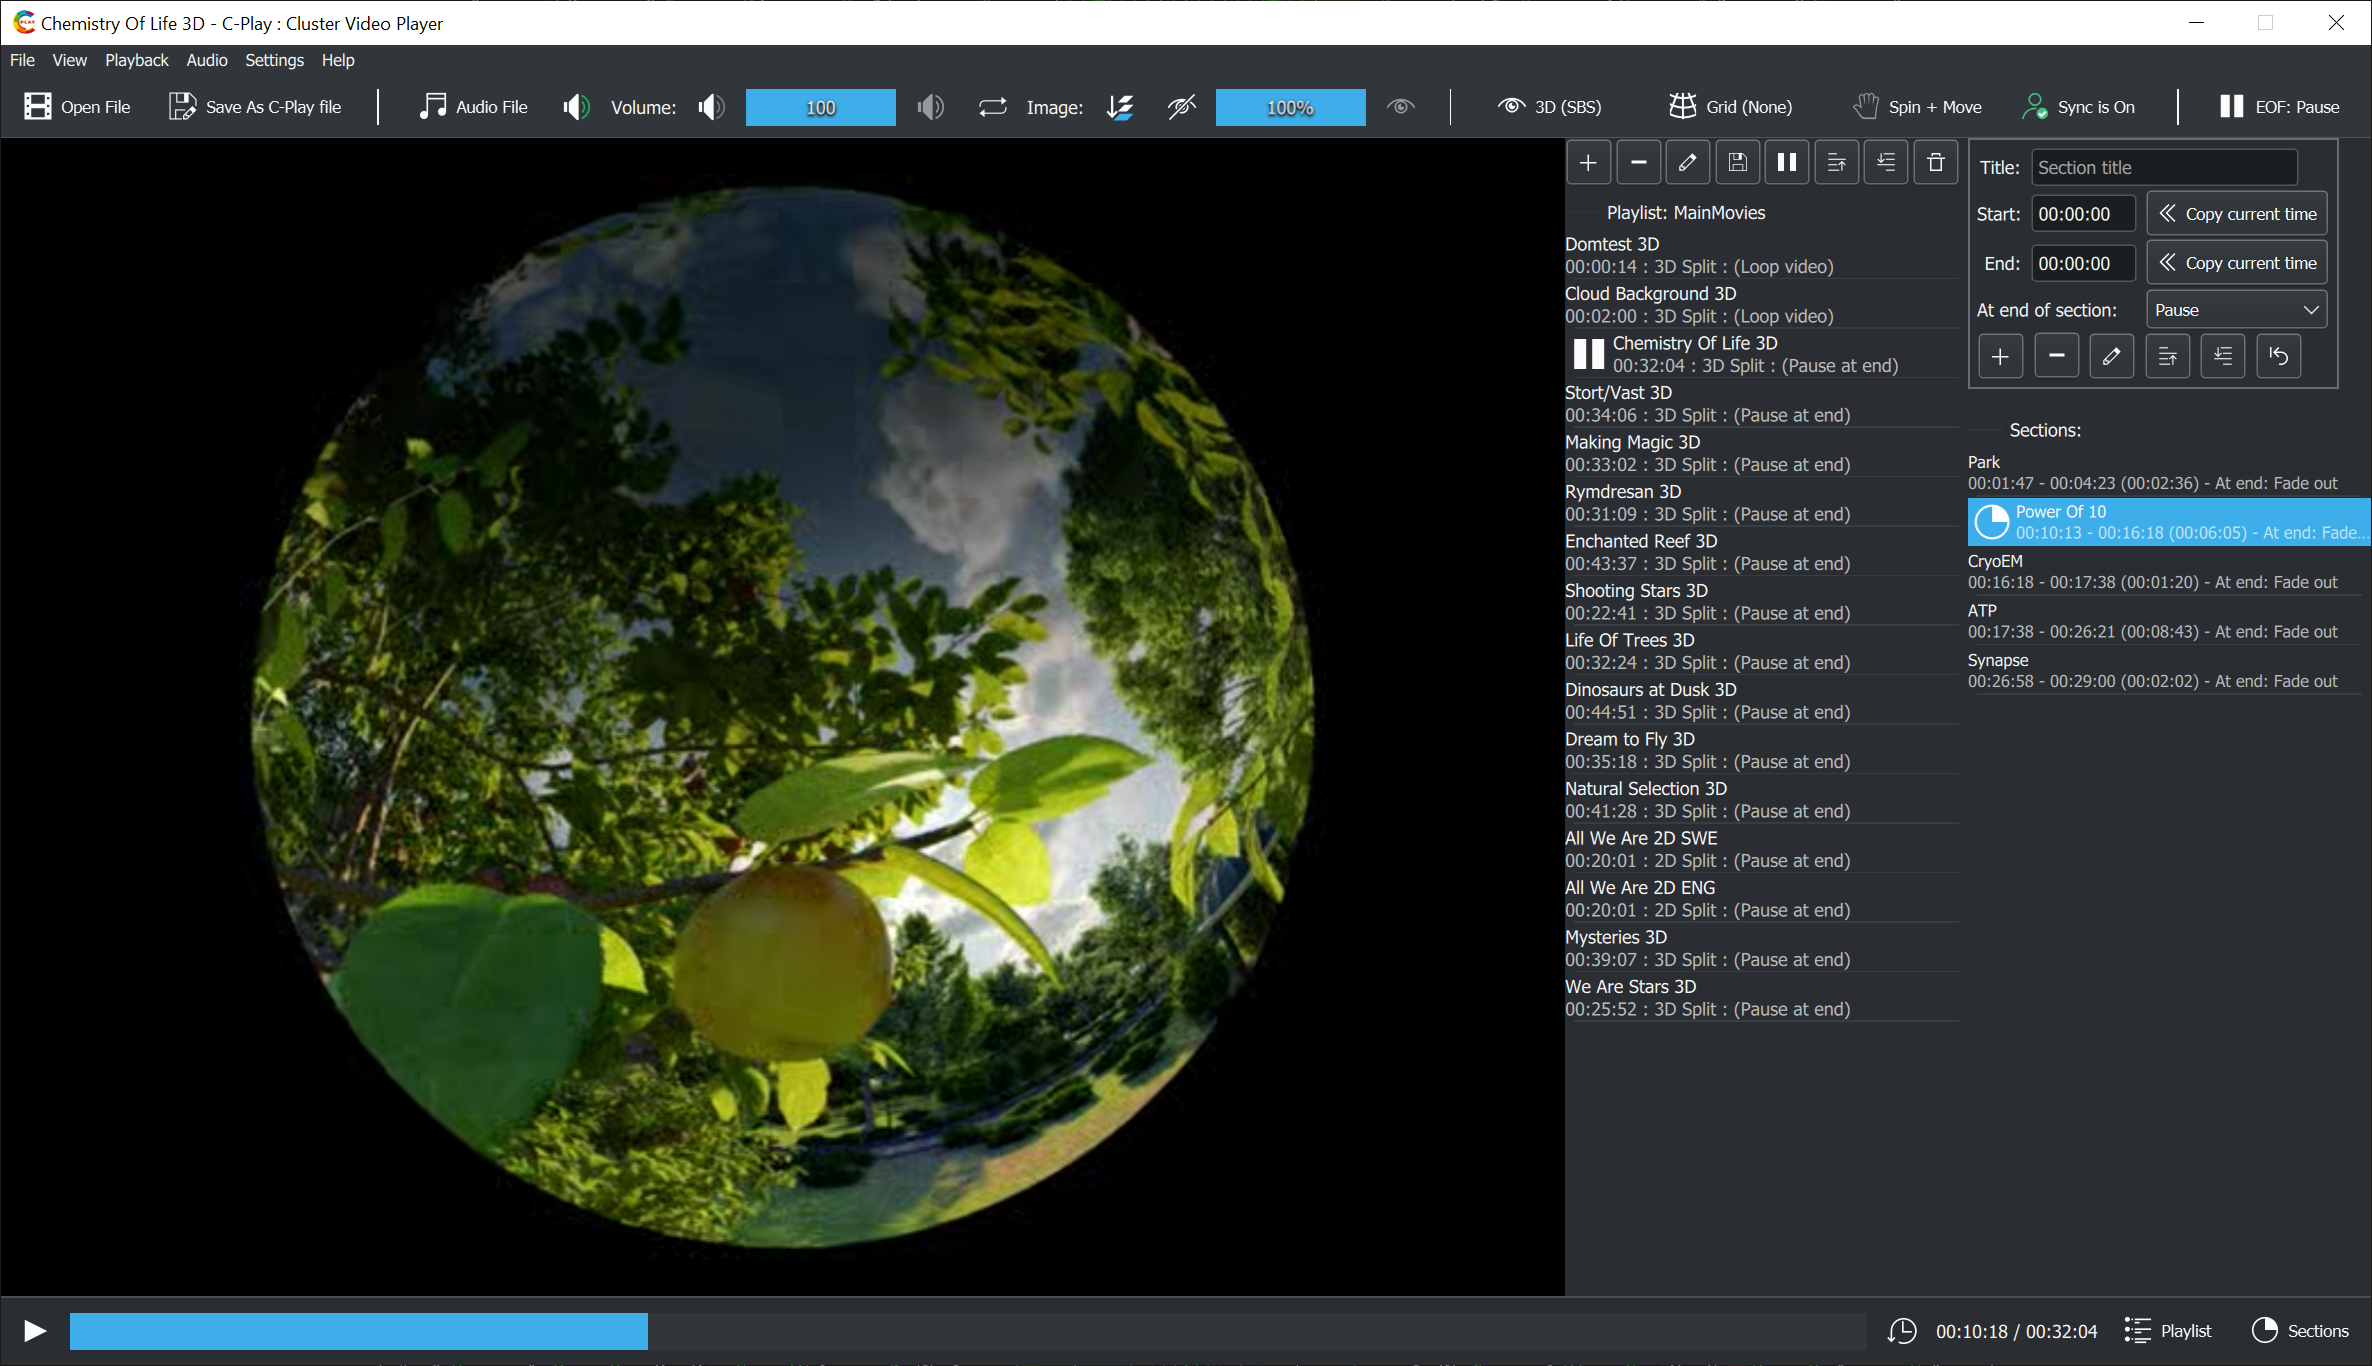 Chemistry Of Life 3D - C-Play : Cluster Video Player
File View Playback Audio Settings Help
Open File Save As C-Play file Audio File Volume: 100 Image: 100% 3D (SBS) Grid (None) Spin + Move Sync is On EOF: Pause
Playlist: MainMovies
Domtest 3D
00:00:14 : 3D Split : (Loop video)
Cloud Background 3D
00:02:00 : 3D Split : (Loop video)
Chemistry Of Life 3D
00:32:04 : 3D Split : (Pause at end)
Stort/Vast 3D
00:34:06 : 3D Split : (Pause at end)
Making Magic 3D
00:33:02 : 3D Split : (Pause at end)
Rymdresan 3D
00:31:09 : 3D Split : (Pause at end)
Enchanted Reef 3D
00:43:37 : 3D Split : (Pause at end)
Shooting Stars 3D
00:22:41 : 3D Split : (Pause at end)
Life Of Trees 3D
00:32:24 : 3D Split : (Pause at end)
Dinosaurs at Dusk 3D
00:44:51 : 3D Split : (Pause at end)
Dream to Fly 3D
00:35:18 : 3D Split : (Pause at end)
Natural Selection 3D
00:41:28 : 3D Split : (Pause at end)
All We Are 2D SWE
00:20:01 : 2D Split : (Pause at end)
All We Are 2D ENG
00:20:01 : 2D Split : (Pause at end)
Mysteries 3D
00:39:07 : 3D Split : (Pause at end)
We Are Stars 3D
00:25:52 : 3D Split : (Pause at end)
Title: Section title
Start: 00:00:00 Copy current time
End: 00:00:00 Copy current time
At end of section: Pause
Sections:
Park
00:01:47 - 00:04:23 (00:02:36) - At end: Fade out
Power Of 10
00:10:13 - 00:16:18 (00:06:05) - At end: Fade...
CryoEM
00:16:18 - 00:17:38 (00:01:20) - At end: Fade out
ATP
00:17:38 - 00:26:21 (00:08:43) - At end: Fade out
Synapse
00:26:58 - 00:29:00 (00:02:02) - At end: Fade out
00:10:18 / 00:32:04 Playlist Sections